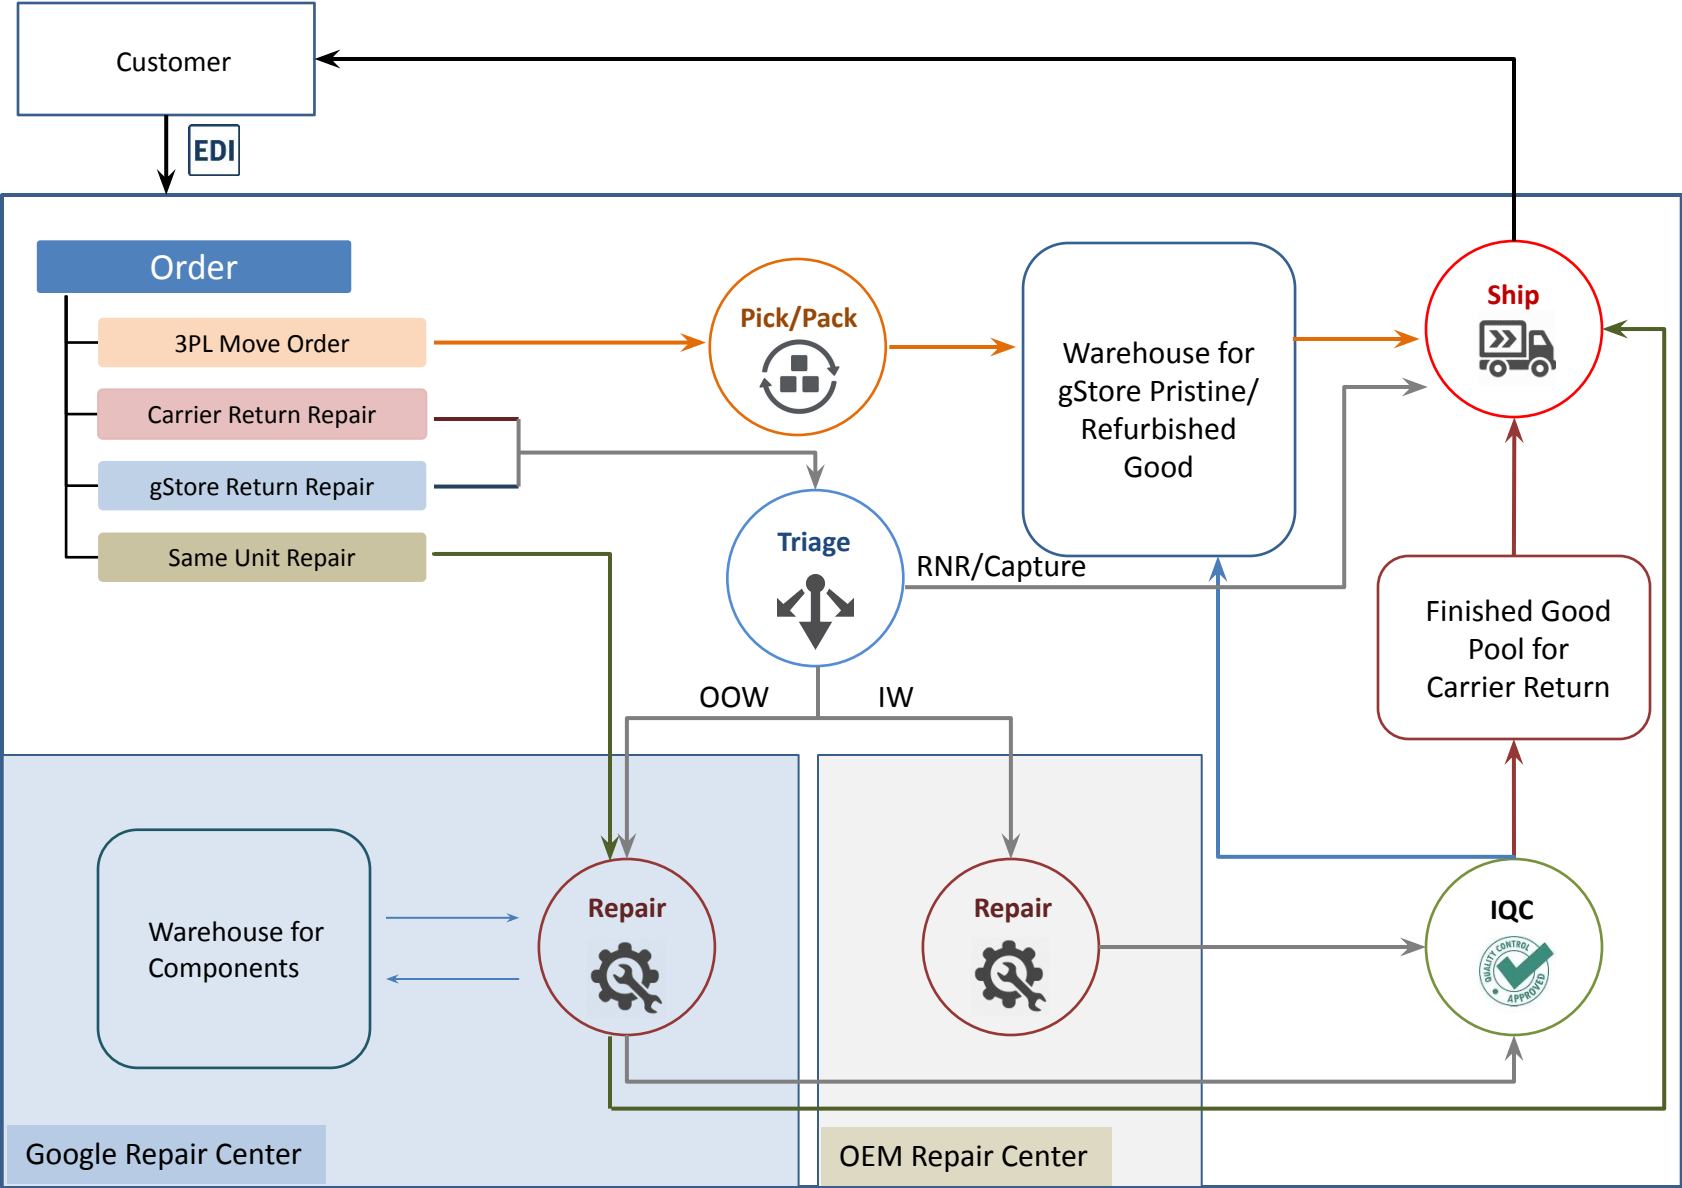 Customer
EDI
Order
3PL Move Order
Carrier Return Repair
gStore Return Repair
Same Unit Repair
Pick/Pack
Warehouse for
gStore Pristine/
Refurbished
Good
Ship
Triage
RNR/Capture
OOW
IW
Finished Good
Pool for
Carrier Return
Warehouse for
Components
Repair
Repair
IQC
QUALITY CONTROL
APPROVED
Google Repair Center
OEM Repair Center